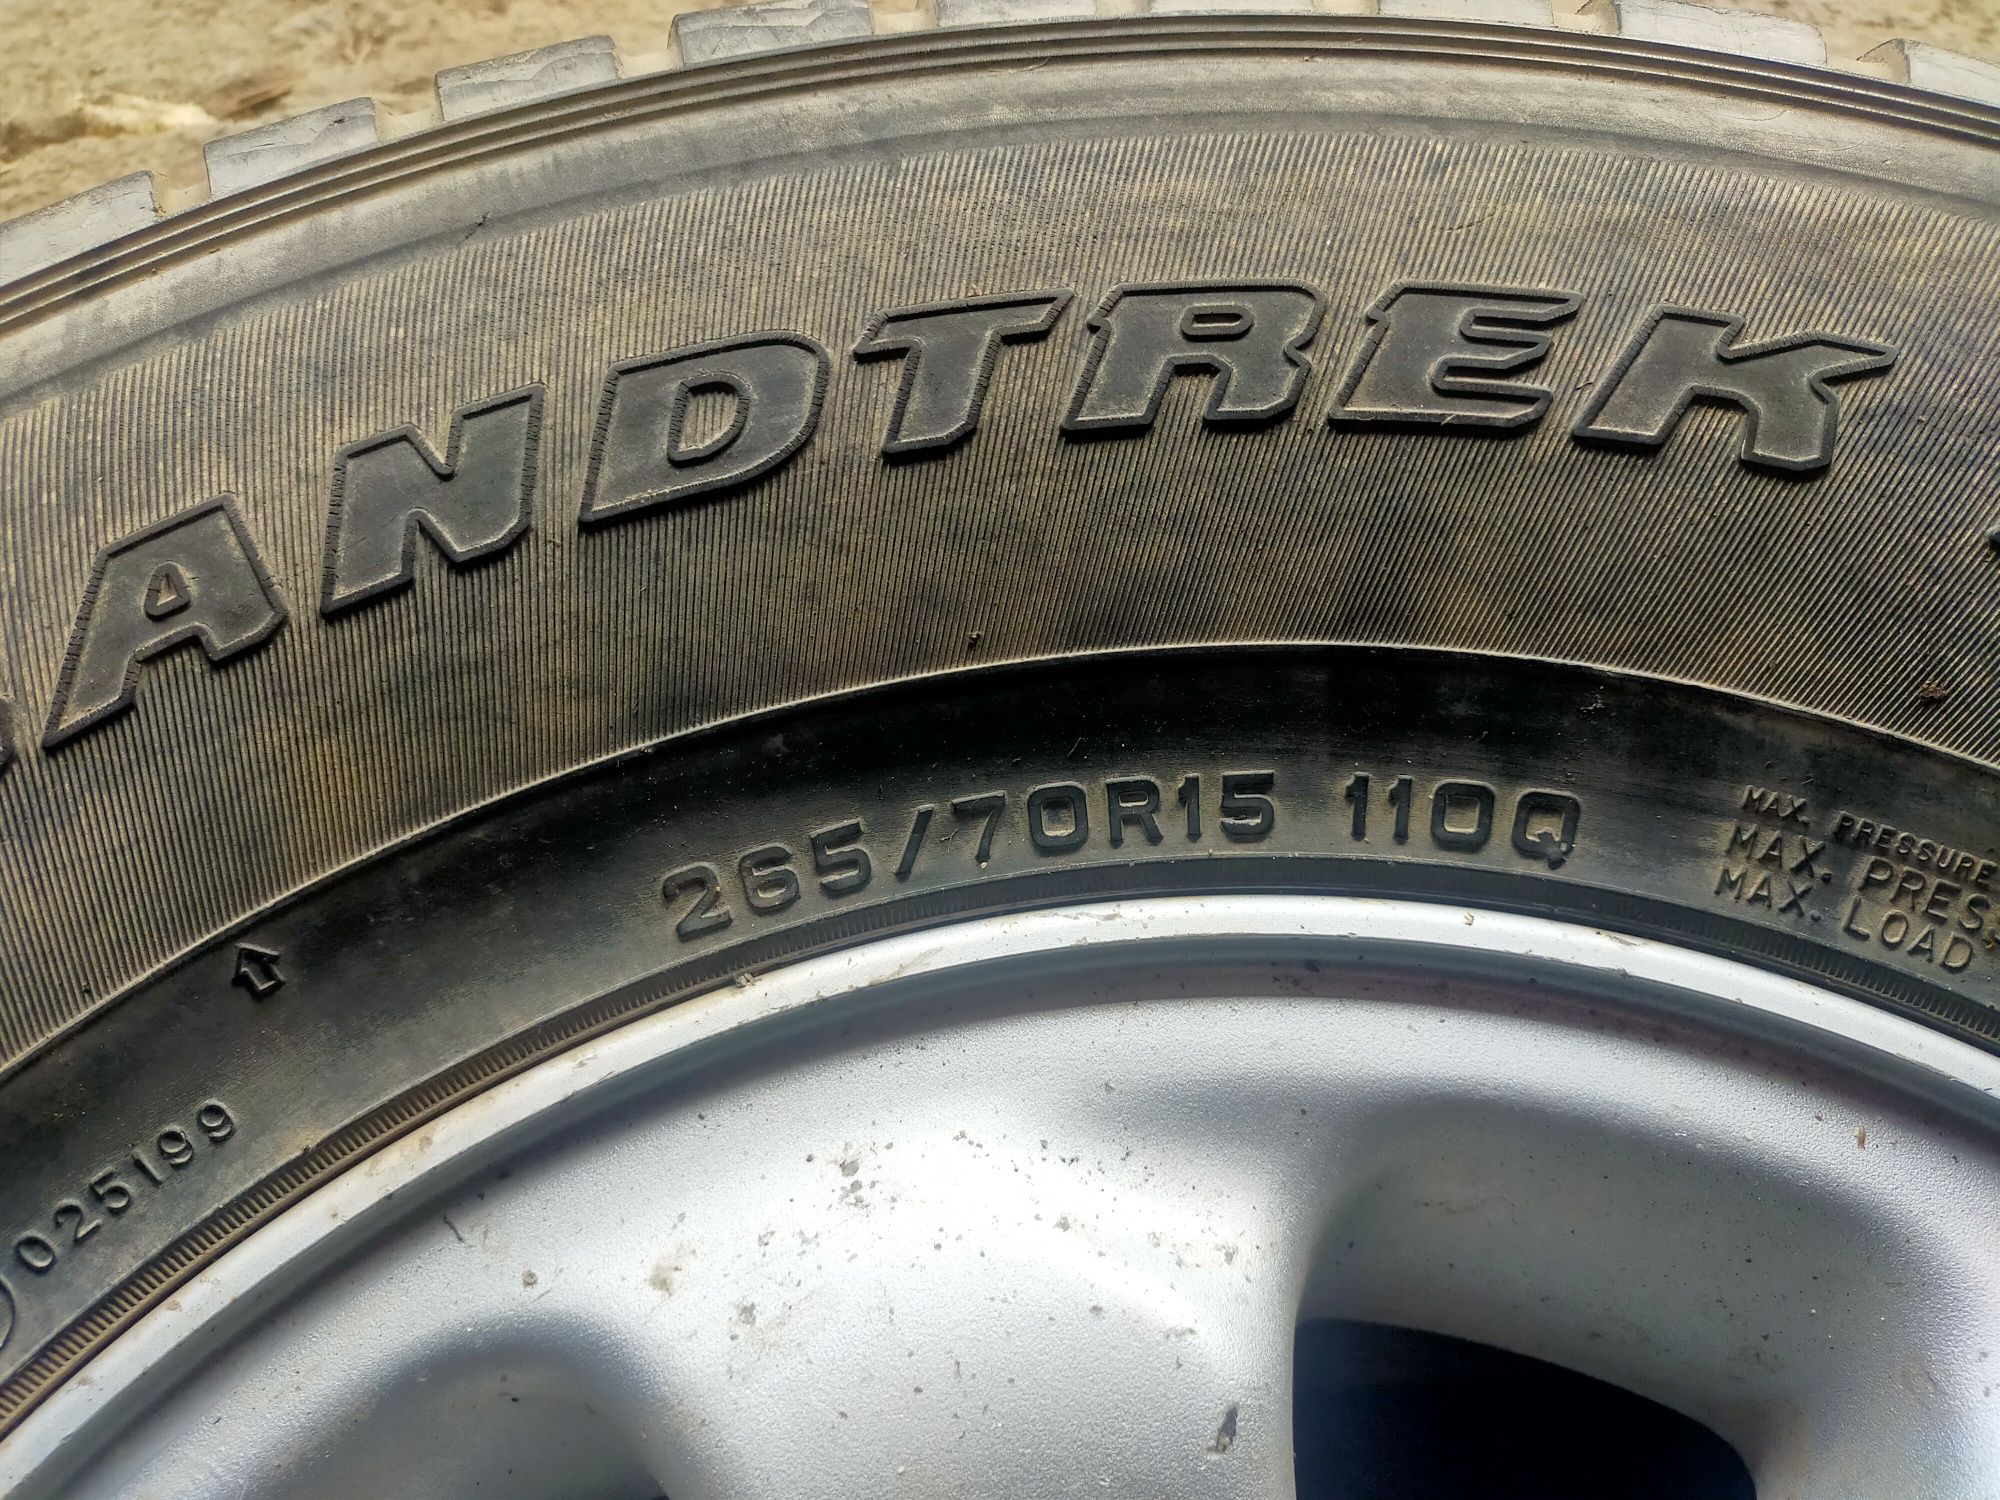 ANDTREK
265/70R15 110Q
MAX. PRESSURE
MAX. PRES
MAX. LOAD
025199